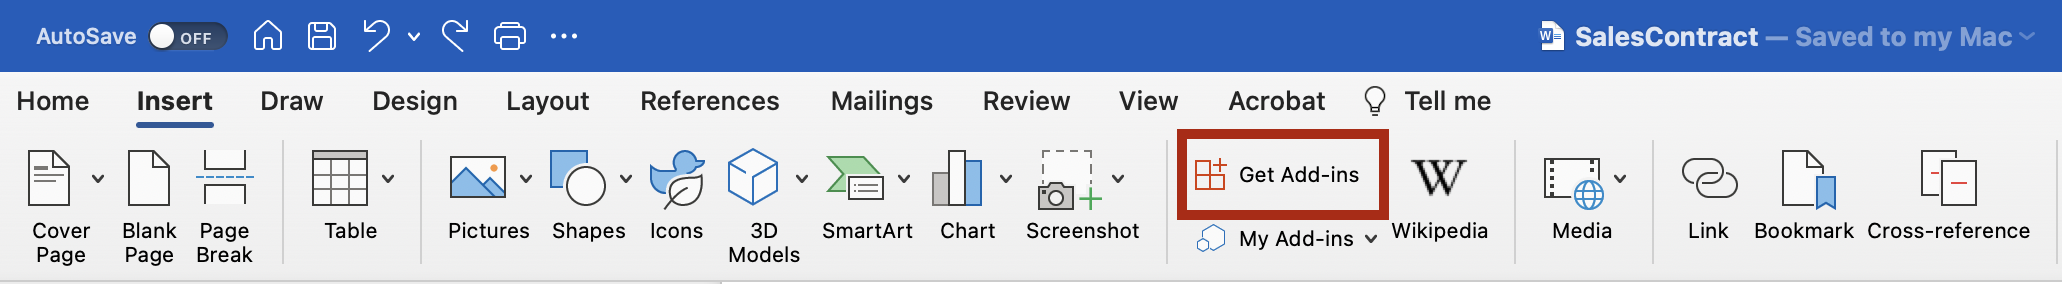 AutoSave OFF
SalesContract — Saved to my Mac
Home Insert Draw Design Layout References Mailings Review View Acrobat Tell me
Cover Page
Blank Page
Page Break
Table
Pictures
Shapes
Icons
3D Models
SmartArt
Chart
Screenshot
Get Add-ins
My Add-ins
W
Wikipedia
Media
Link
Bookmark
Cross-reference